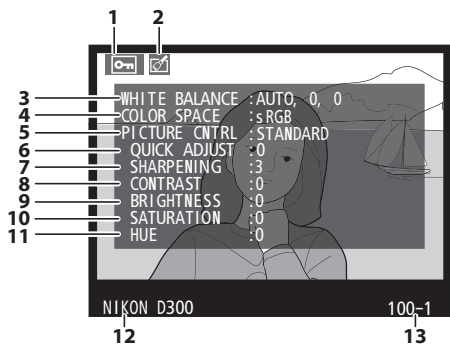 1 2
3 WHITE BALANCE :AUTO, 0, 0
4 COLOR SPACE :sRGB
5 PICTURE CNTRL :STANDARD
6 QUICK ADJUST :0
7 SHARPENING :3
8 CONTRAST :0
9 BRIGHTNESS :0
10 SATURATION :0
11 HUE :0
NIKON D300 100-1
12 13